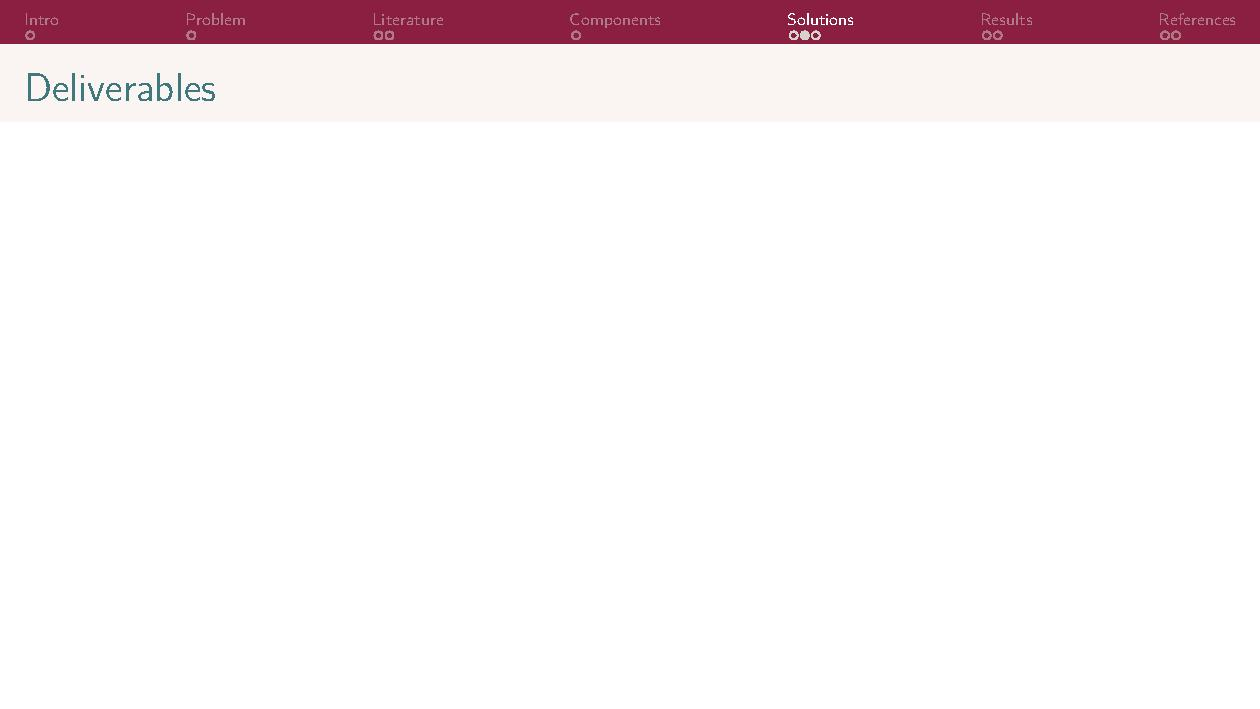 Intro Problem Literature Components Solutions Results References
Deliverables